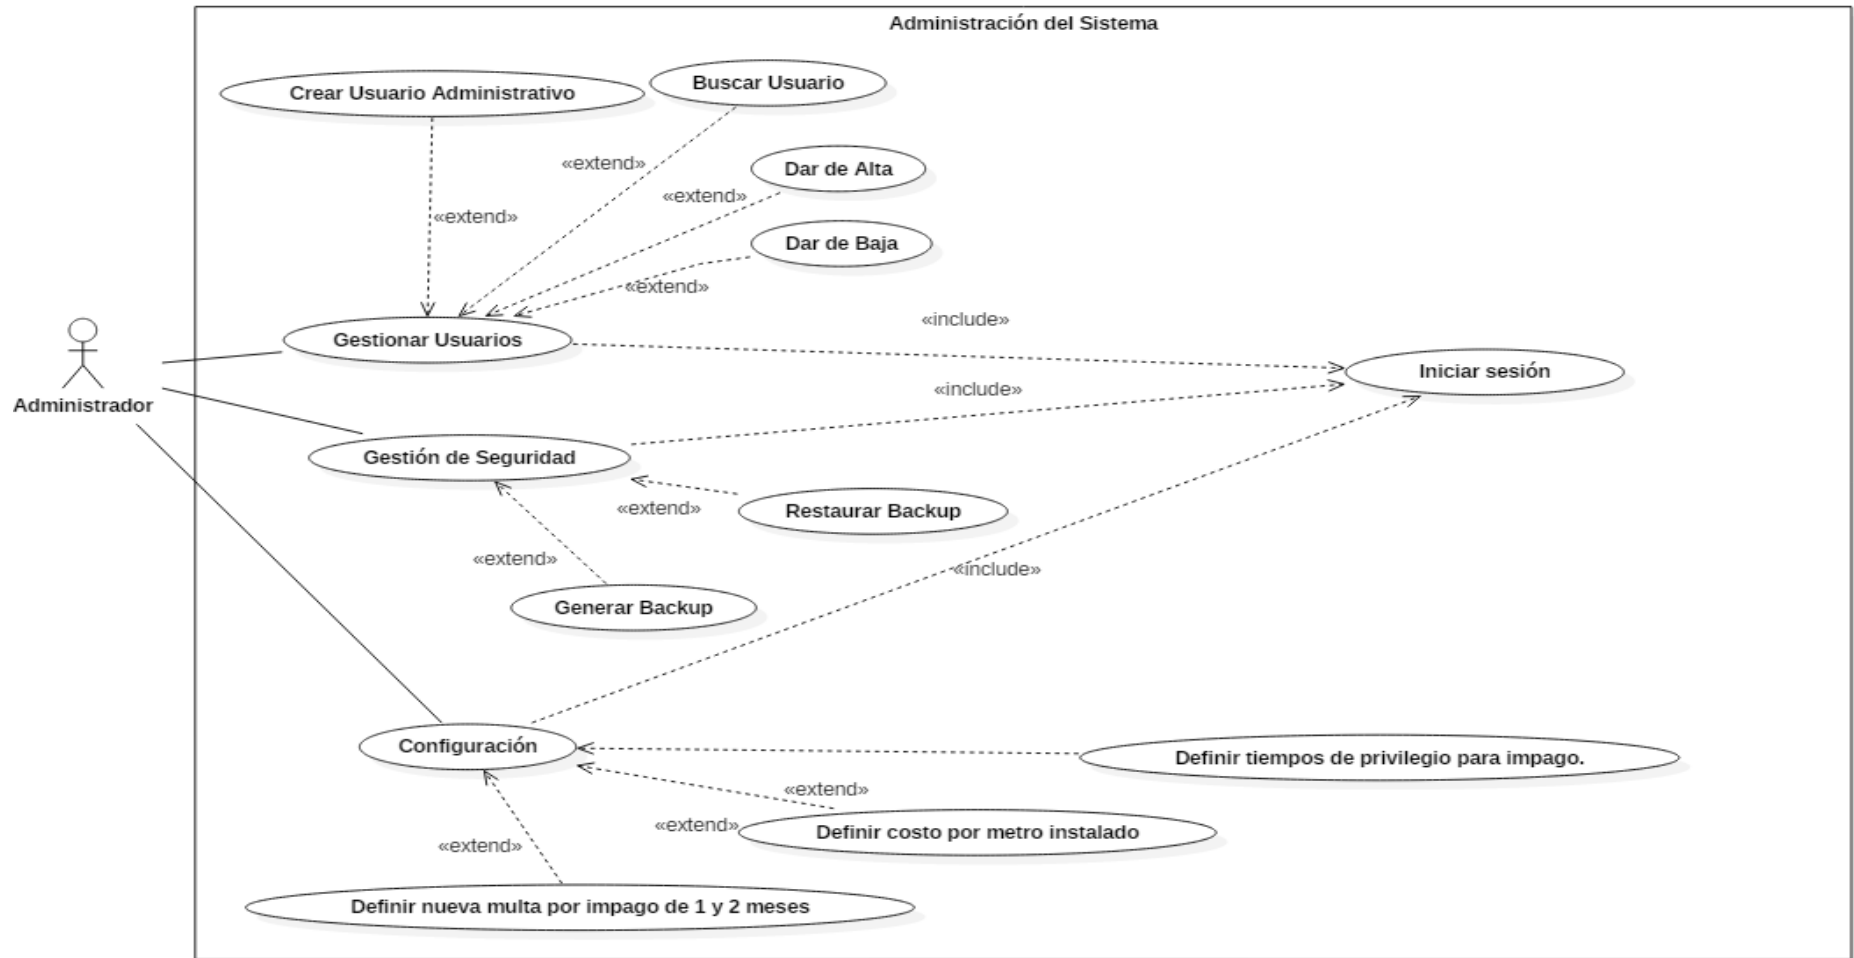 Administración del Sistema
Buscar Usuario
Crear Usuario Administrativo
«extend»
Dar de Alta
«extend»
«extend»
Dar de Baja
«extend»
«include»
Gestionar Usuarios
Iniciar sesión
«include»
Administrador
Gestión de Seguridad
«extend»
Restaurar Backup
«extend»
«include»
Generar Backup
Configuración
Definir tiempos de privilegio para impago.
«extend»
«extend»
Definir costo por metro instalado
«extend»
Definir nueva multa por impago de 1 y 2 meses